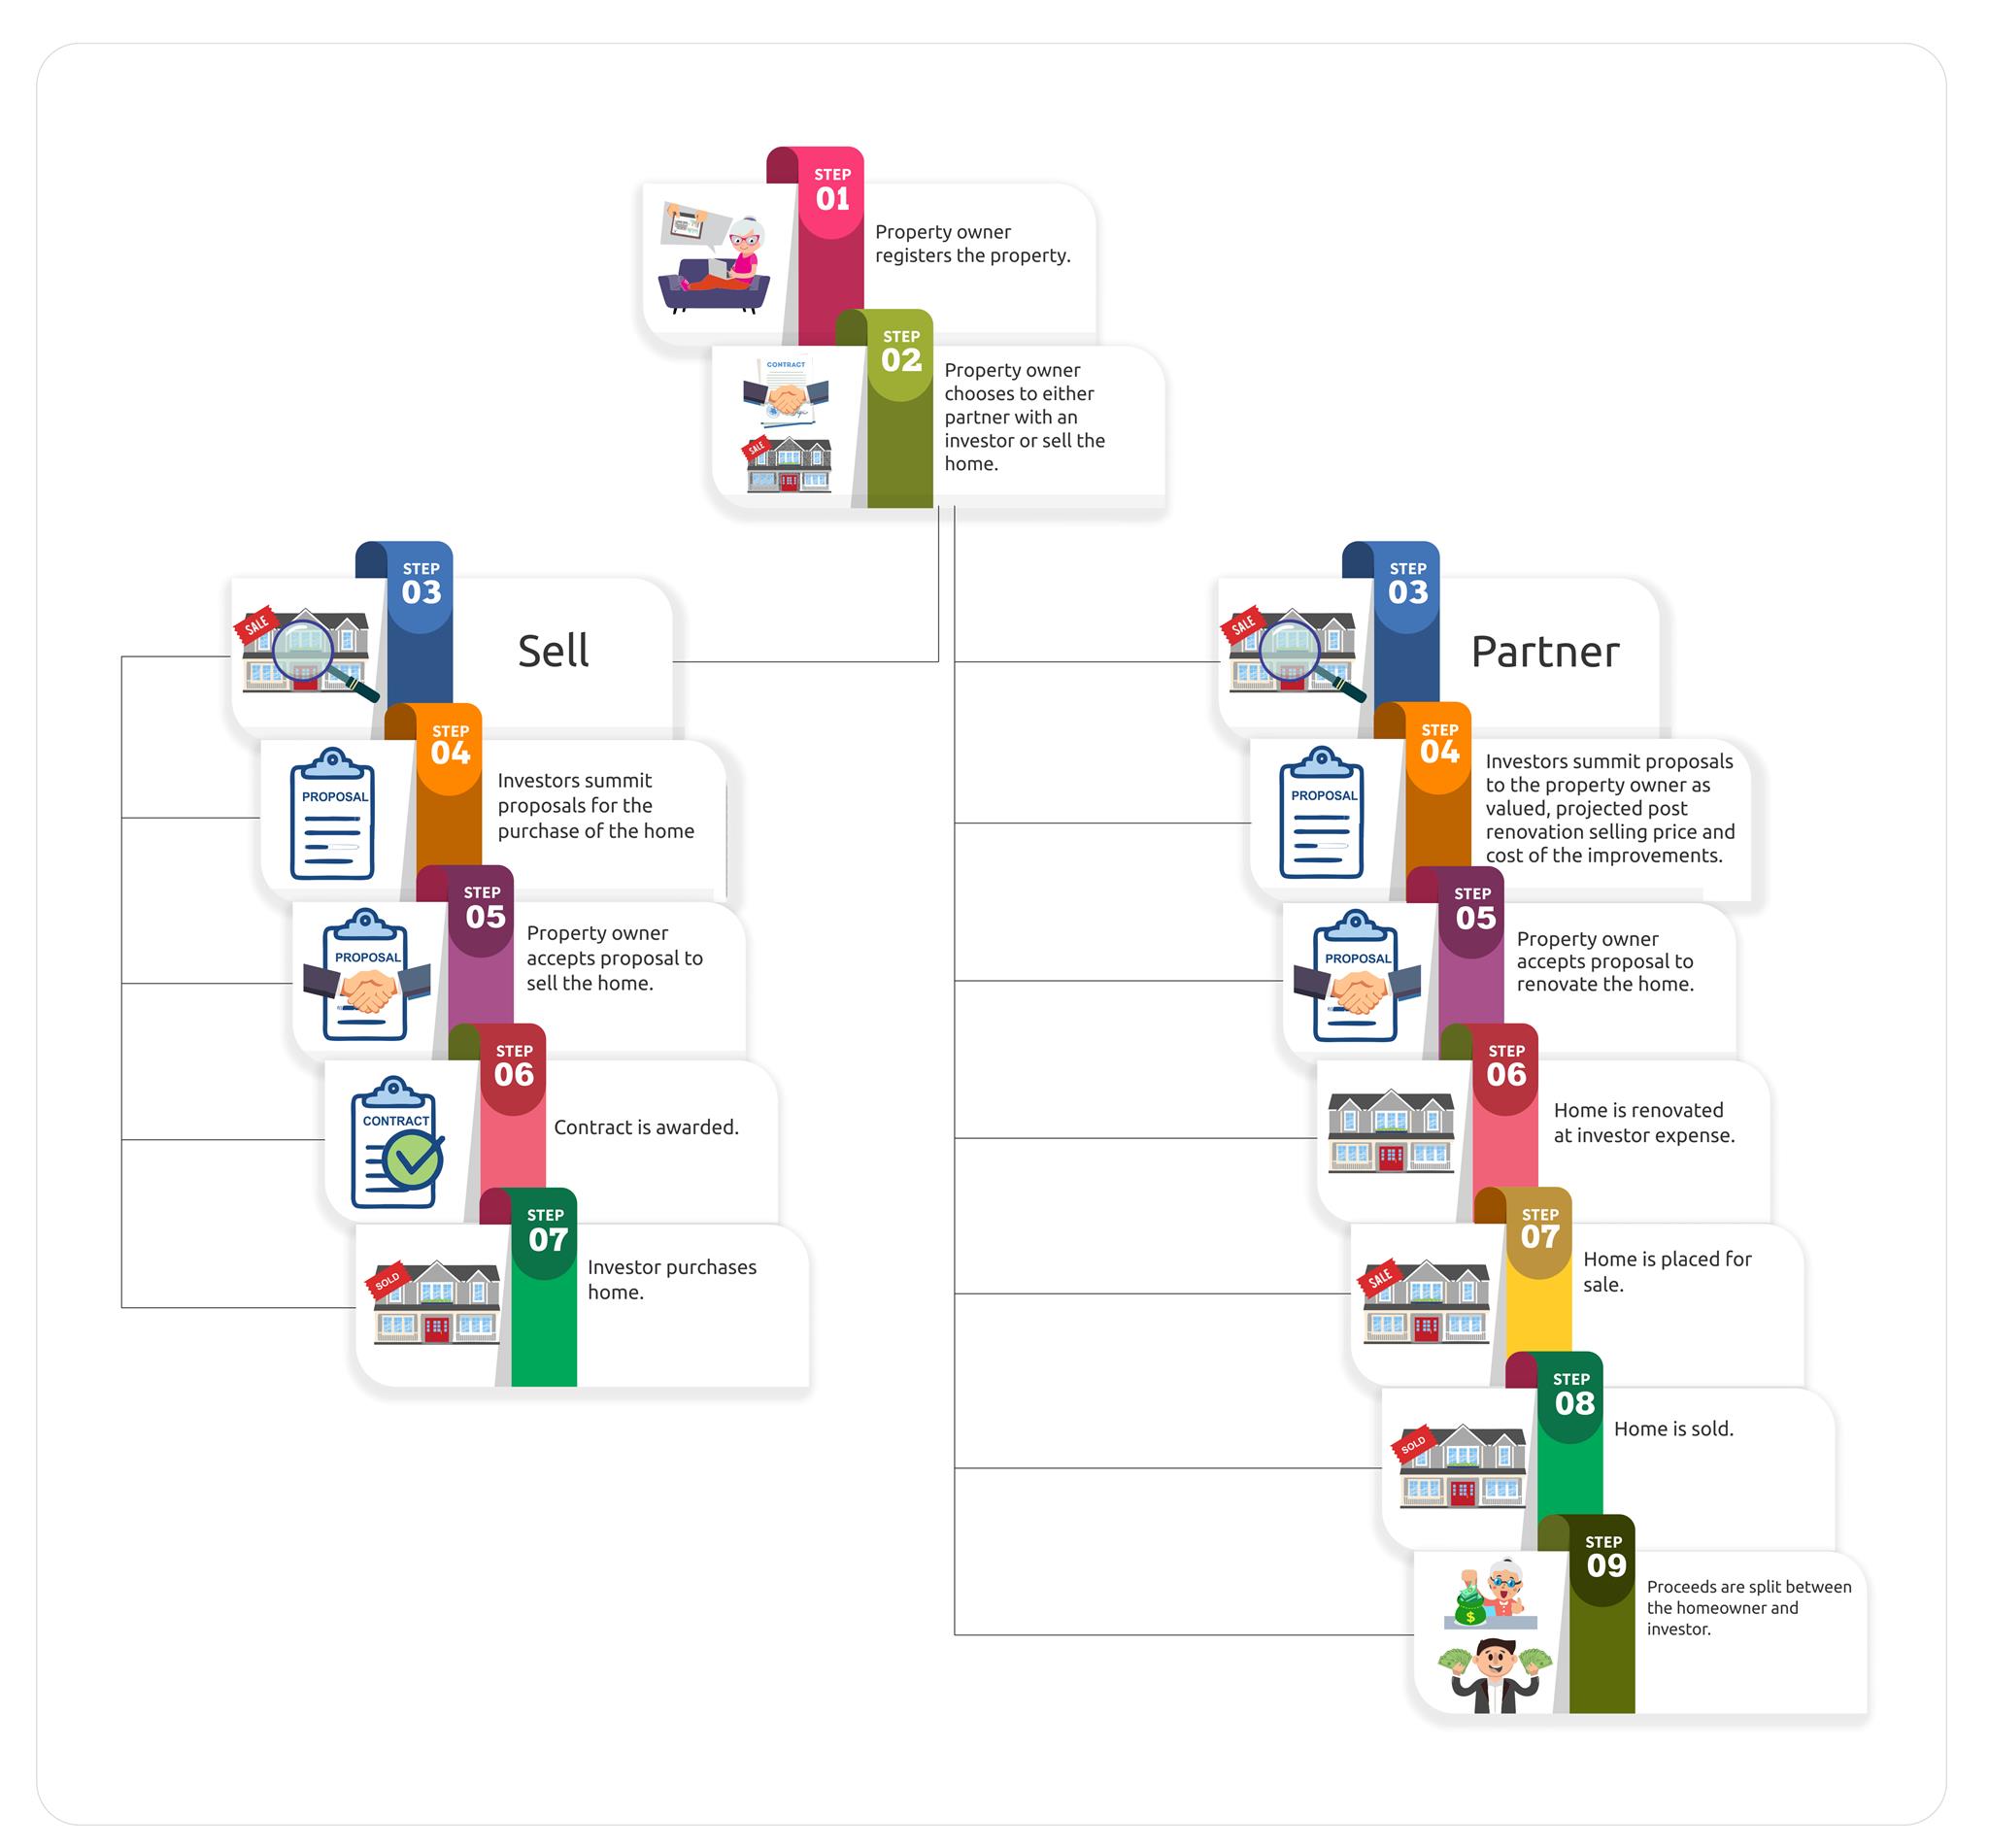 STEP
01
Property owner
registers the property.
STEP
02
CONTRACT
SALE
Property owner
chooses to either
partner with an
investor or sell the
home.
STEP
03
SALE
Sell
STEP
04
PROPOSAL
Investors summit
proposals for the
purchase of the home
STEP
05
PROPOSAL
Property owner
accepts proposal to
sell the home.
STEP
06
CONTRACT
Contract is awarded.
STEP
07
SOLD
Investor purchases
home.
STEP
03
SALE
Partner
STEP
04
PROPOSAL
Investors summit proposals
to the property owner as
valued, projected post
renovation selling price and
cost of the improvements.
STEP
05
PROPOSAL
Property owner
accepts proposal to
renovate the home.
STEP
06
Home is renovated
at investor expense.
STEP
07
SALE
Home is placed for
sale.
STEP
08
SOLD
Home is sold.
STEP
09
$
Proceeds are split between
the homeowner and
investor.